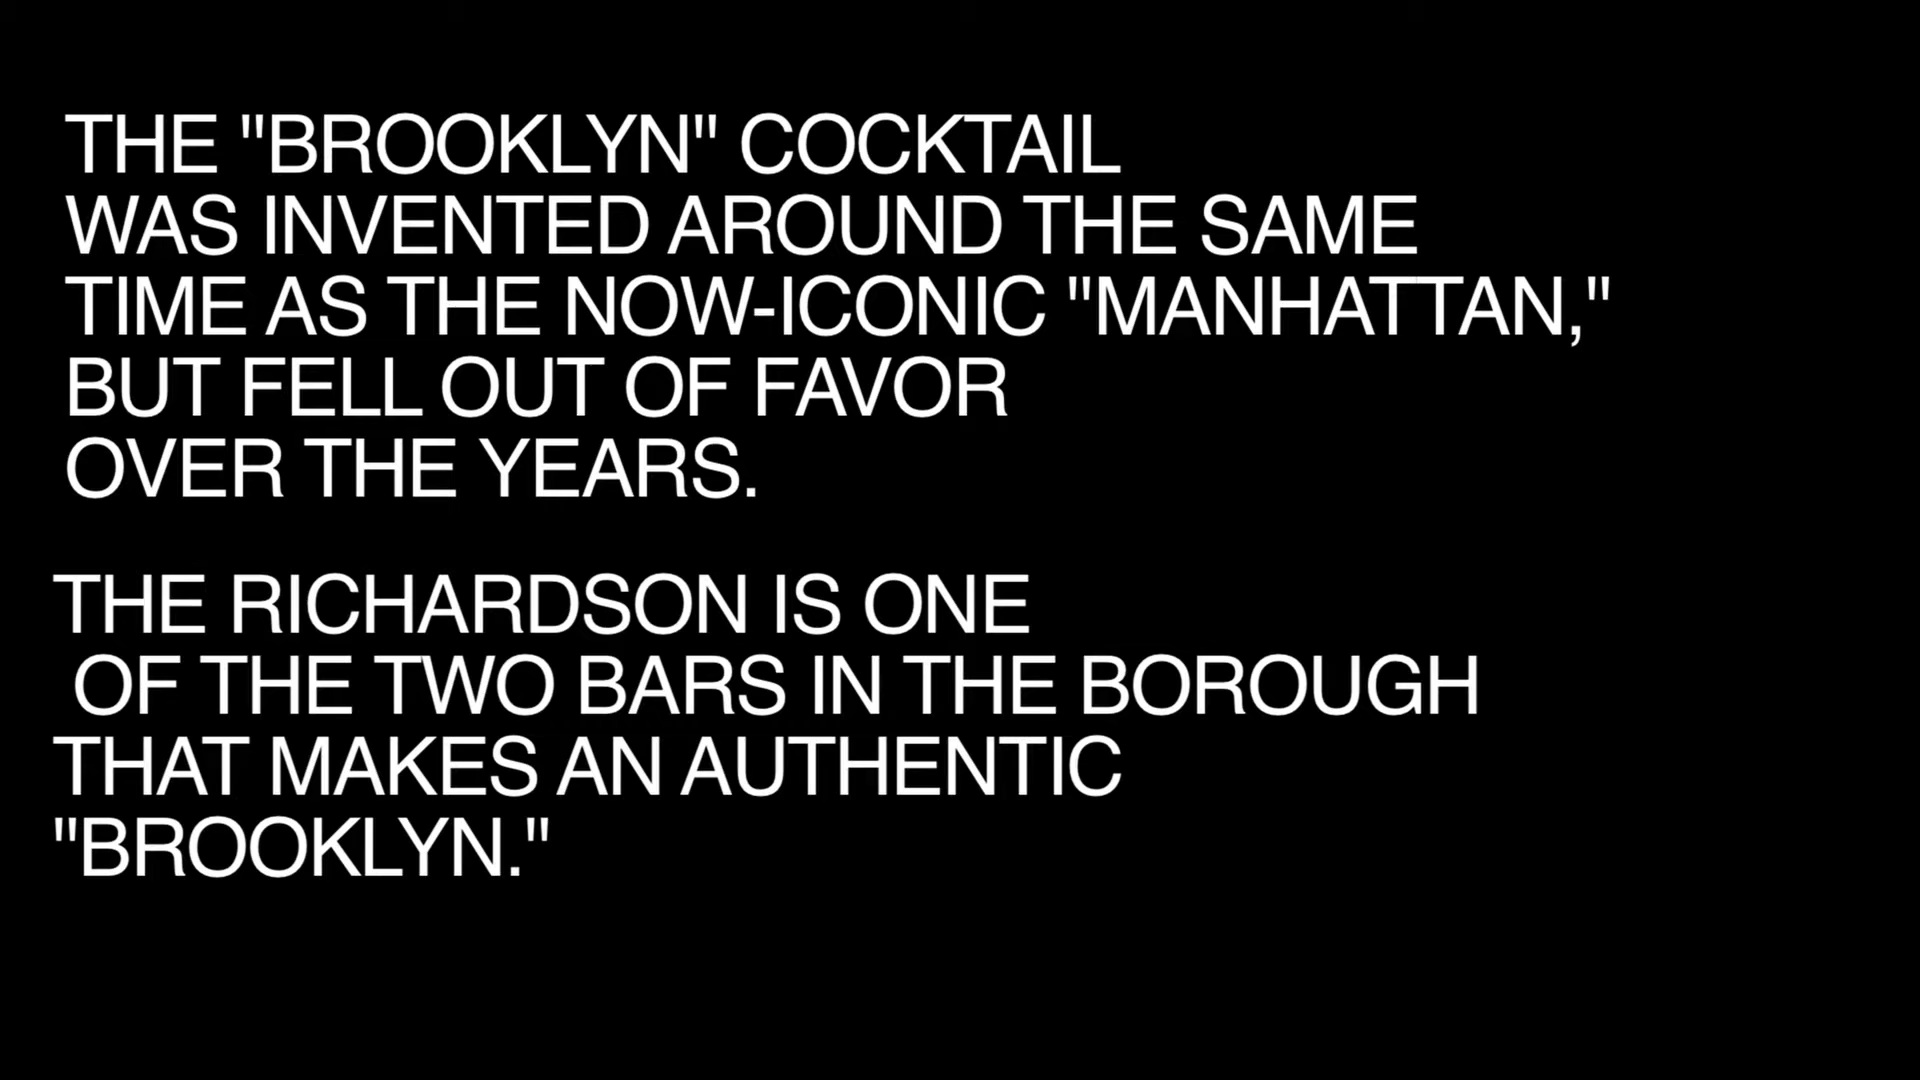 THE "BROOKLYN" COCKTAIL
WAS INVENTED AROUND THE SAME
TIME AS THE NOW-ICONIC "MANHATTAN,"
BUT FELL OUT OF FAVOR
OVER THE YEARS.
THE RICHARDSON IS ONE
OF THE TWO BARS IN THE BOROUGH
THAT MAKES AN AUTHENTIC
"BROOKLYN."